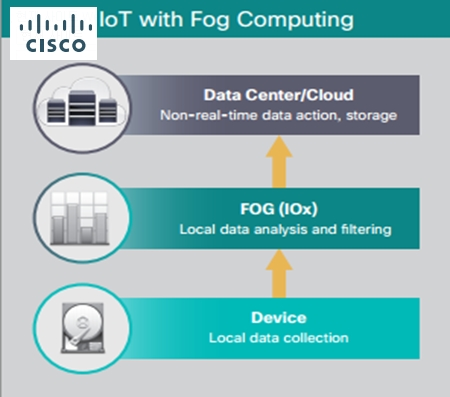 CISCO
IoT with Fog Computing
Data Center/Cloud
Non-real-time data action, storage
FOG (IOx)
Local data analysis and filtering
Device
Local data collection